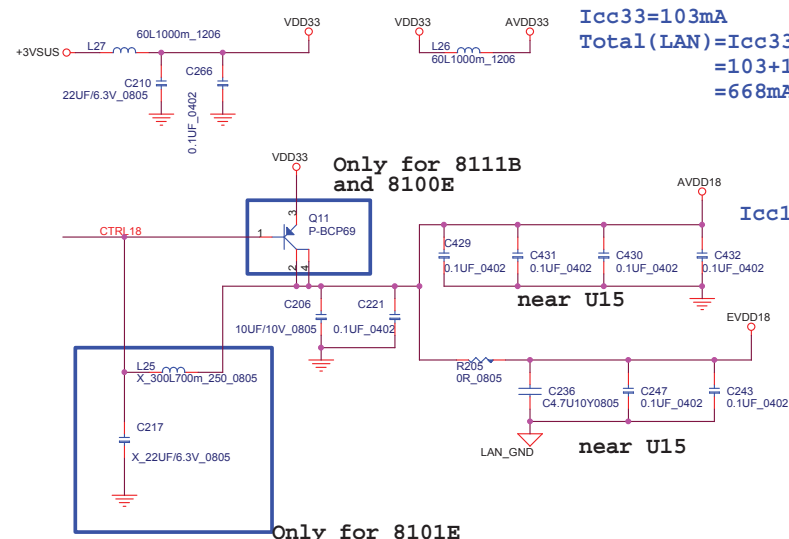 Icc33=103mA
Total(LAN)=Icc33
=103+1
=668mA
+3VSUS
L27
60L1000m_1206
VDD33
C210
22UF/6.3V_0805
C266
0.1UF_0402
VDD33
L26
60L1000m_1206
AVDD33
VDD33
Only for 8111B
and 8100E
3
Q11
P-BCP69
CTRL18
1
2
4
AVDD18
Icc1
C429
0.1UF_0402
C431
0.1UF_0402
C430
0.1UF_0402
C432
0.1UF_0402
near U15
C206
10UF/10V_0805
C221
0.1UF_0402
EVDD18
R205
0R_0805
C236
C4.7U10Y0805
C247
0.1UF_0402
C243
0.1UF_0402
LAN_GND
near U15
L25
X_300L700m_250_0805
C217
X_22UF/6.3V_0805
Only for 8101E